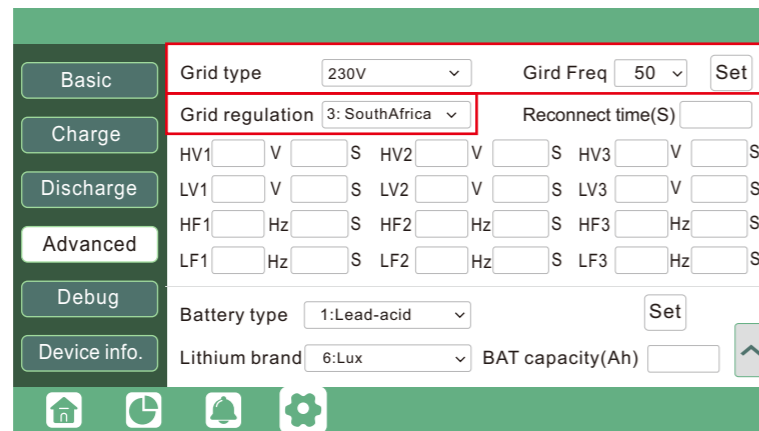 Basic
Charge
Discharge
Advanced
Debug
Device info.
Grid type 230V Gird Freq 50 Set
Grid regulation 3: SouthAfrica Reconnect time(S)
HV1 V S HV2 V S HV3 V S
LV1 V S LV2 V S LV3 V S
HF1 Hz S HF2 Hz S HF3 Hz S
LF1 Hz S LF2 Hz S LF3 Hz S
Battery type 1:Lead-acid Set
Lithium brand 6:Lux BAT capacity(Ah)